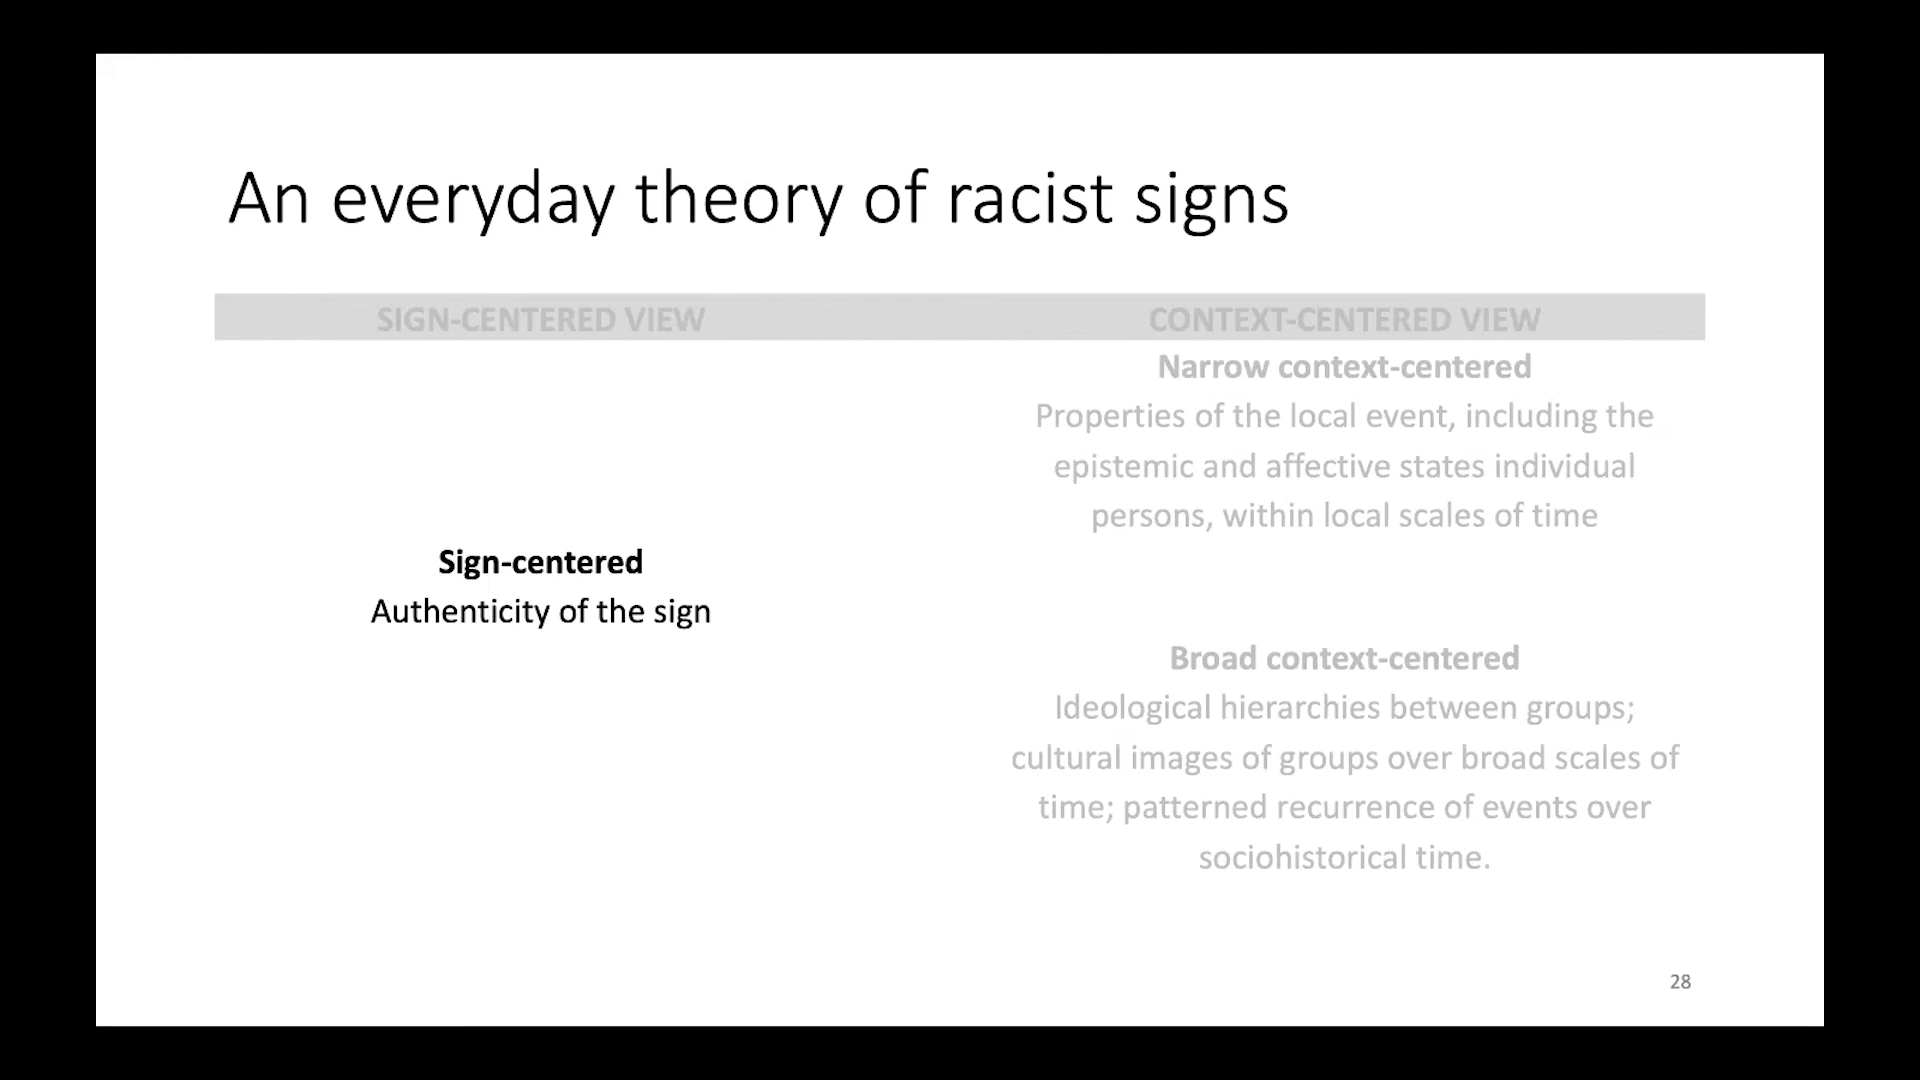 An everyday theory of racist signs
SIGN-CENTERED VIEW
CONTEXT-CENTERED VIEW
Sign-centered
Authenticity of the sign
Narrow context-centered
Properties of the local event, including the
epistemic and affective states individual
persons, within local scales of time
Broad context-centered
Ideological hierarchies between groups;
cultural images of groups over broad scales of
time; patterned recurrence of events over
sociohistorical time.
28